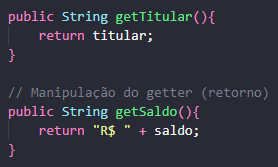 public String getTitular(){
    return titular;
}

// Manipulação do getter (retorno)
public String getSaldo(){
    return "R$ " + saldo;
}